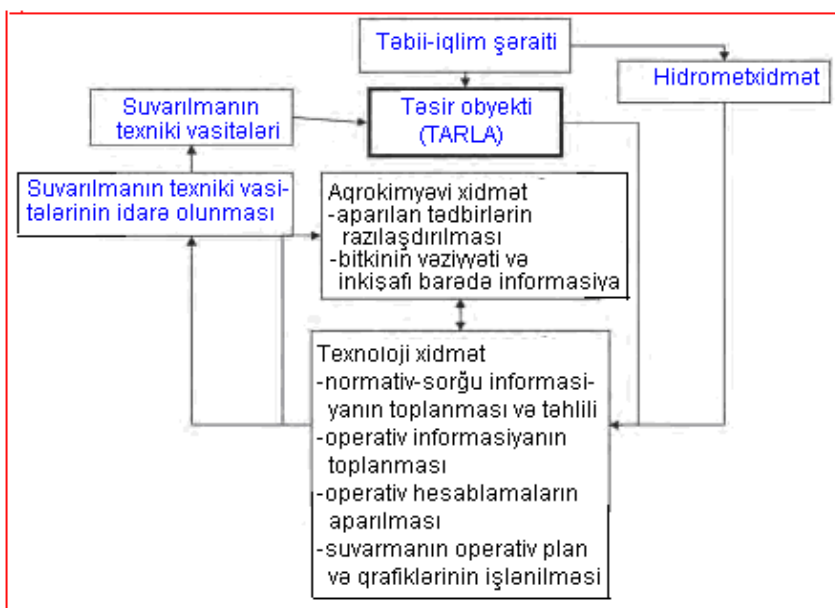 Təbii-iqlim şəraiti
Hidrometxidmət
Suvarılmanın
texniki vasitələri
Təsir obyekti
(TARLA)
Suvarılmanın texniki vasi-
tələrinin idarə olunması
Aqrokimyəvi xidmət
-aparılan tədbirlərin
razılaşdırılması
-bitkinin vəziyyəti və
inkişafı barədə informasiya
Texnoloji xidmət
-normativ-sorğu informasi-
yanın toplanması və təhlili
-operativ informasiyanın
toplanması
-operativ hesablamaların
aparılması
-suvarmanın operativ plan
və qrafiklərinin işlənilməsi